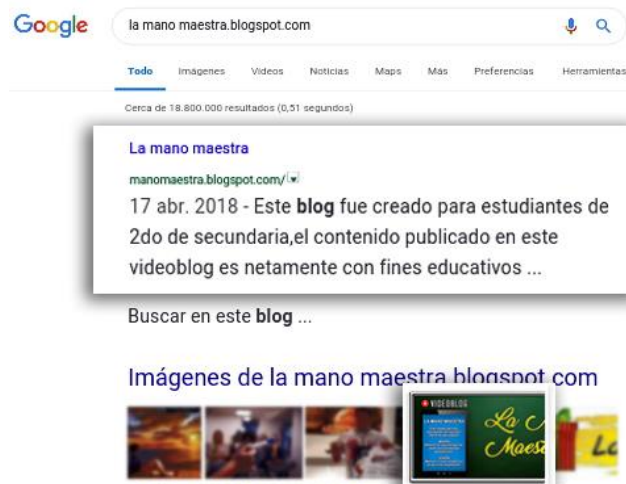 Google
la mano maestra.blogspot.com
Todo Imágenes Videos Noticias Maps Más Preferencias Herramientas
Cerca de 18.800.000 resultados (0,51 segundos)
La mano maestra
manomaestra.blogspot.com/
17 abr. 2018 - Este blog fue creado para estudiantes de
2do de secundaria,el contenido publicado en este
videoblog es netamente con fines educativos ...
Buscar en este blog ...
Imágenes de la mano maestra.blogspot.com
VIDEOBLOG
LA MANO MAESTRA
La